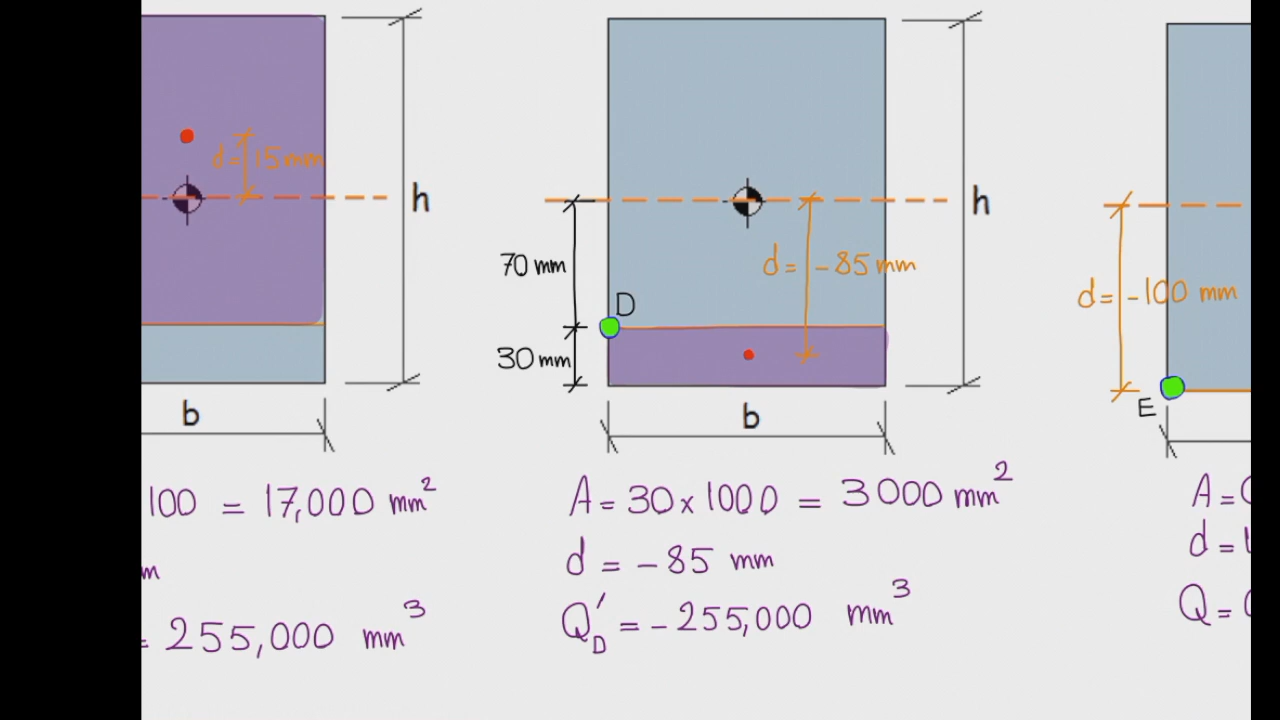 d = 15 mm
h
b
100 = 17,000 mm²
m
= 255,000 mm³
70 mm
D
30 mm
d = -85 mm
h
b
A = 30 x 1000 = 3000 mm²
d = -85 mm
Q'D = -255,000 mm³
d = -100 mm
E
A =
d =
Q =